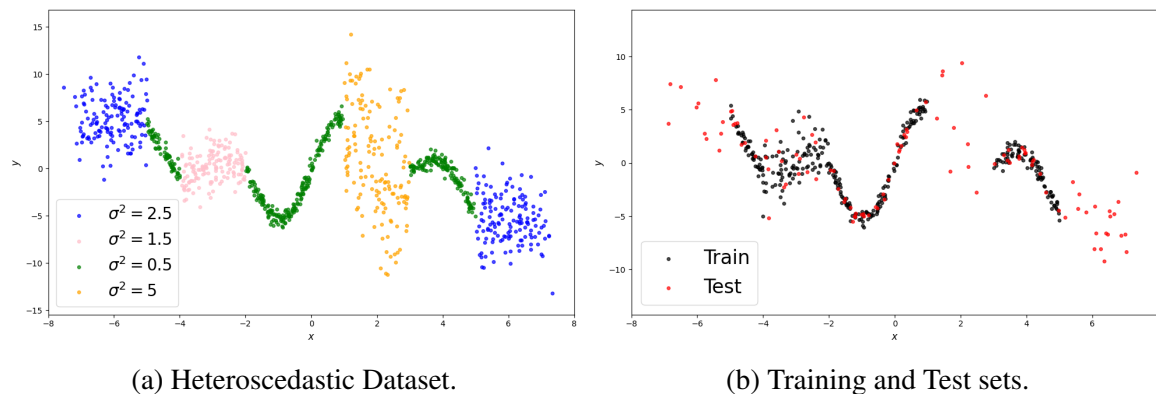 15
10
5
0
−5
−10
−15
y
−8
−6
−4
−2
0
2
4
6
8
x
σ² = 2.5
σ² = 1.5
σ² = 0.5
σ² = 5
(a) Heteroscedastic Dataset.
10
5
0
−5
−10
y
−8
−6
−4
−2
0
2
4
6
x
Train
Test
(b) Training and Test sets.